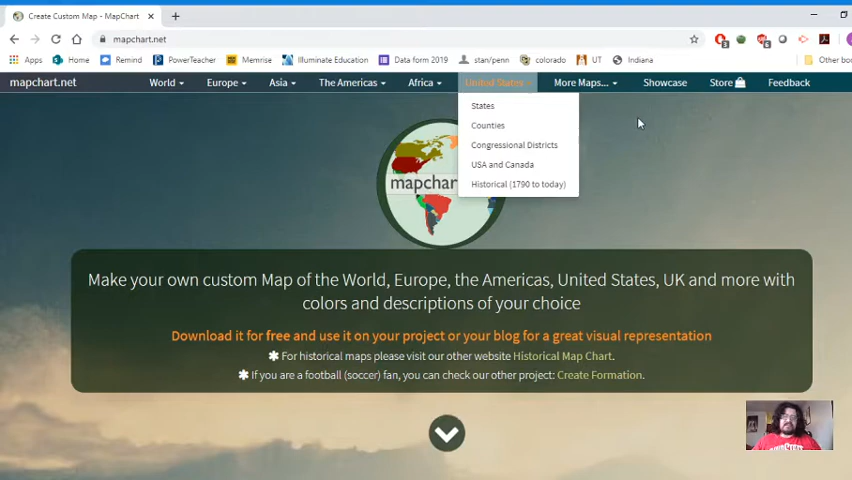 Create Custom Map - MapChart
mapchart.net
Apps Home Remind PowerTeacher Memrise Illuminate Education Data form 2019 stan/penn colorado UT Indiana Other boo
mapchart.net World Europe Asia The Americas Africa United States More Maps... Showcase Store Feedback
States
Counties
Congressional Districts
USA and Canada
Historical (1790 to today)
mapchart
Make your own custom Map of the World, Europe, the Americas, United States, UK and more with
colors and descriptions of your choice
Download it for free and use it on your project or your blog for a great visual representation
✱ For historical maps please visit our other website Historical Map Chart.
✱ If you are a football (soccer) fan, you can check our other project: Create Formation.